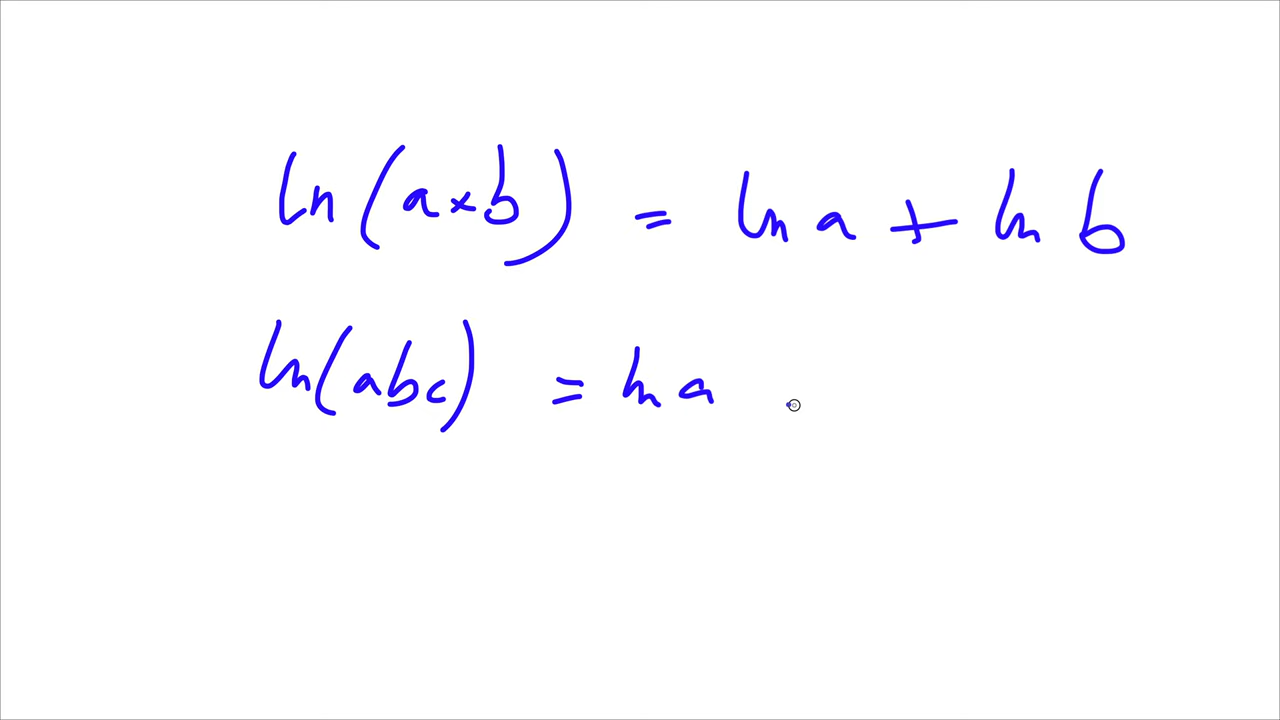 ln(a×b) = ln a + ln b
ln(abc) = ln a